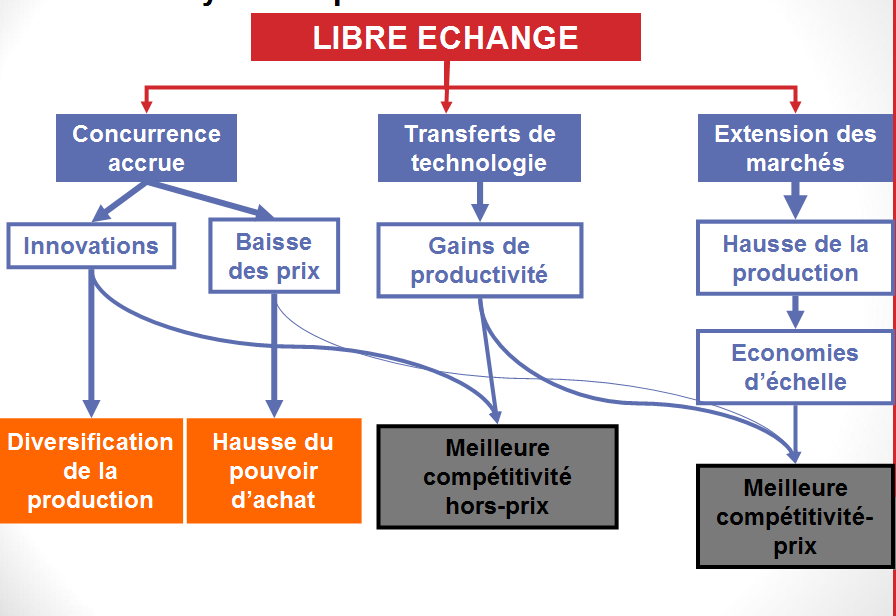 LIBRE ECHANGE
Concurrence
accrue
Transferts de
technologie
Extension des
marchés
Innovations
Baisse
des prix
Gains de
productivité
Hausse de la
production
Economies
d’échelle
Diversification
de la
production
Hausse du
pouvoir
d’achat
Meilleure
compétitivité
hors-prix
Meilleure
compétitivité-
prix